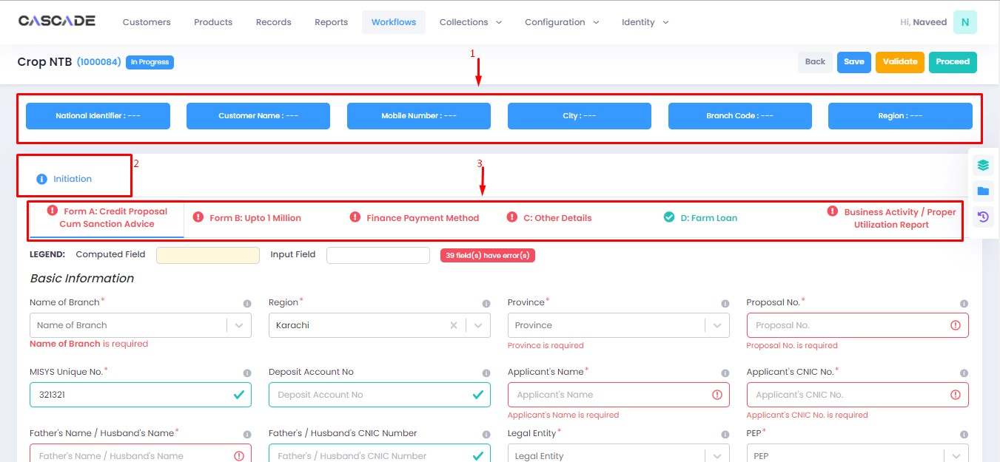 CASCADE
Customers
Products
Records
Reports
Workflows
Collections
Configuration
Identity
Hi, Naveed
N
Crop NTB (1000084) In Progress
Back
Save
Validate
Proceed
1
National Identifier : ---
Customer Name : ---
Mobile Number : ---
City : ---
Branch Code : ---
Region : ---
2
3
Initiation
Form A: Credit Proposal
Cum Sanction Advice
Form B: Upto 1 Million
Finance Payment Method
C: Other Details
D: Farm Loan
Business Activity / Proper
Utilization Report
LEGEND: Computed Field
Input Field
39 field(s) have error(s)
Basic Information
Name of Branch*
Region*
Province*
Proposal No.*
Name of Branch
Karachi
Province
Proposal No.
Name of Branch is required
Province is required
Proposal No. is required
MISYS Unique No.*
Deposit Account No
Applicant's Name*
Applicant's CNIC No.*
321321
Deposit Account No
Applicant's Name
Applicant's CNIC No.
Applicant's Name is required
Applicant's CNIC No. is required
Father's Name / Husband's Name*
Father's / Husband's CNIC Number
Legal Entity*
PEP*
Father's Name / Husband's Name
Father's / Husband's CNIC Number
Legal Entity
PEP